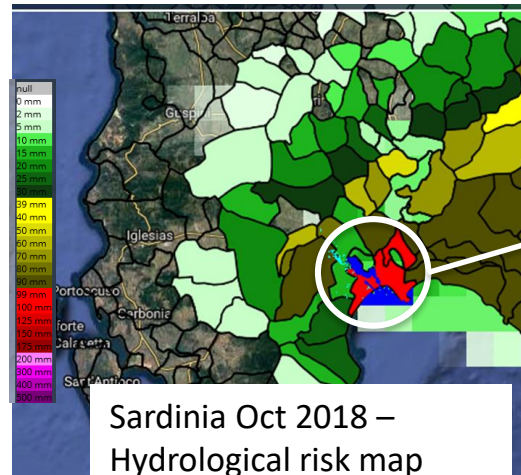 Terralba
Guspini
Iglesias
Portoscuso
Carbonia
forte
Calasetta
Sant'Antioco
null
0 mm
2 mm
5 mm
10 mm
15 mm
20 mm
25 mm
30 mm
39 mm
40 mm
50 mm
60 mm
70 mm
80 mm
90 mm
99 mm
100 mm
125 mm
150 mm
175 mm
200 mm
300 mm
400 mm
500 mm
Sardinia Oct 2018 –
Hydrological risk map